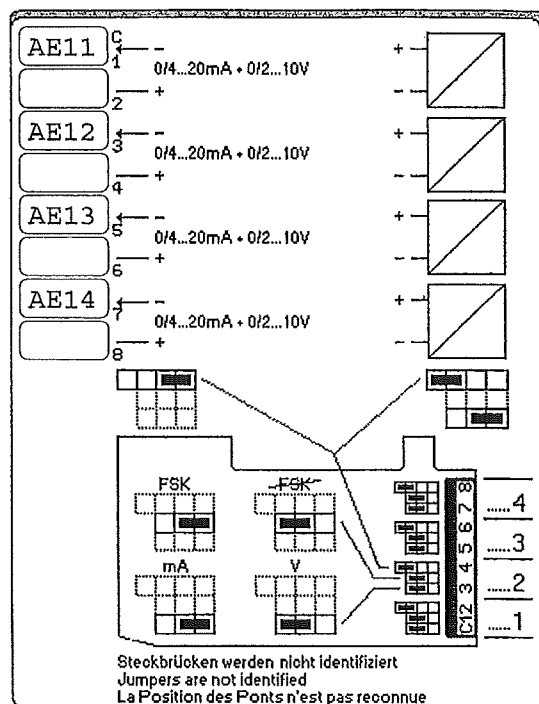 AE11 C
1 - +
0/4...20mA + 0/2...10V
2 + -
AE12 3 - +
0/4...20mA + 0/2...10V
4 + -
AE13 5 - +
0/4...20mA + 0/2...10V
6 + -
AE14 7 - +
0/4...20mA + 0/2...10V
8 + -
FSK FSK
mA V
8 7 6 5 4 3 C12
.....4
.....3
.....2
.....1
Steckbrücken werden nicht identifiziert
Jumpers are not identified
La Position des Ponts n'est pas reconnue